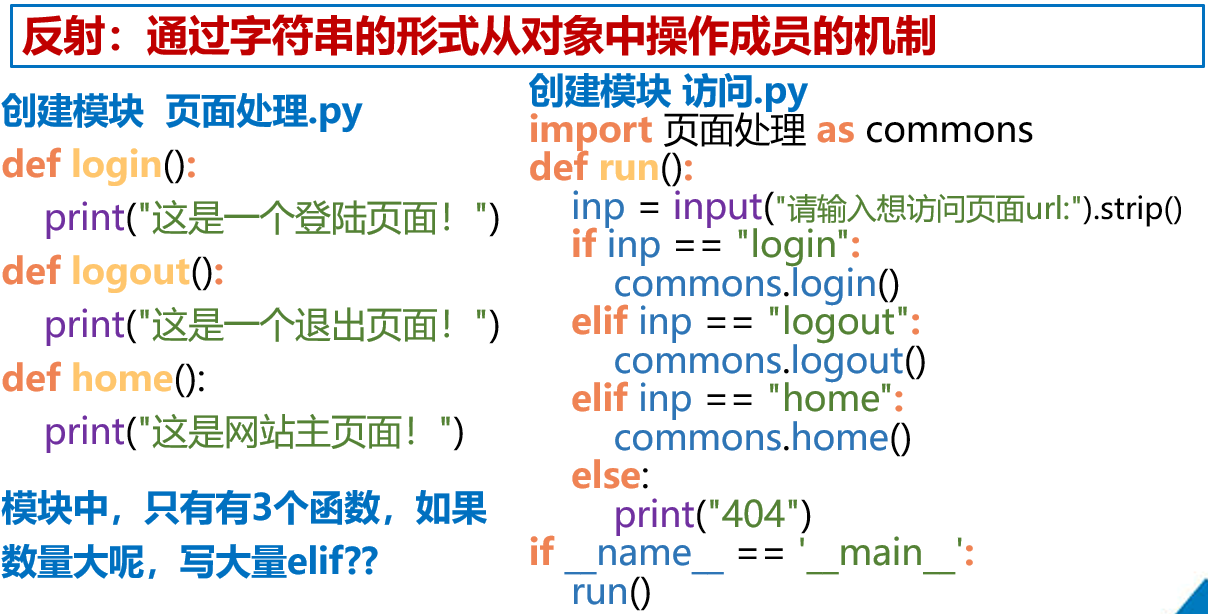 反射：通过字符串的形式从对象中操作成员的机制
创建模块 页面处理.py
def login():
print("这是一个登陆页面！")
def logout():
print("这是一个退出页面！")
def home():
print("这是网站主页面！")
模块中，只有有3个函数，如果
数量大呢，写大量elif??
创建模块 访问.py
import 页面处理 as commons
def run():
inp = input("请输入想访问页面url:").strip()
if inp == "login":
commons.login()
elif inp == "logout":
commons.logout()
elif inp == "home":
commons.home()
else:
print("404")
if __name__ == '__main__':
run()